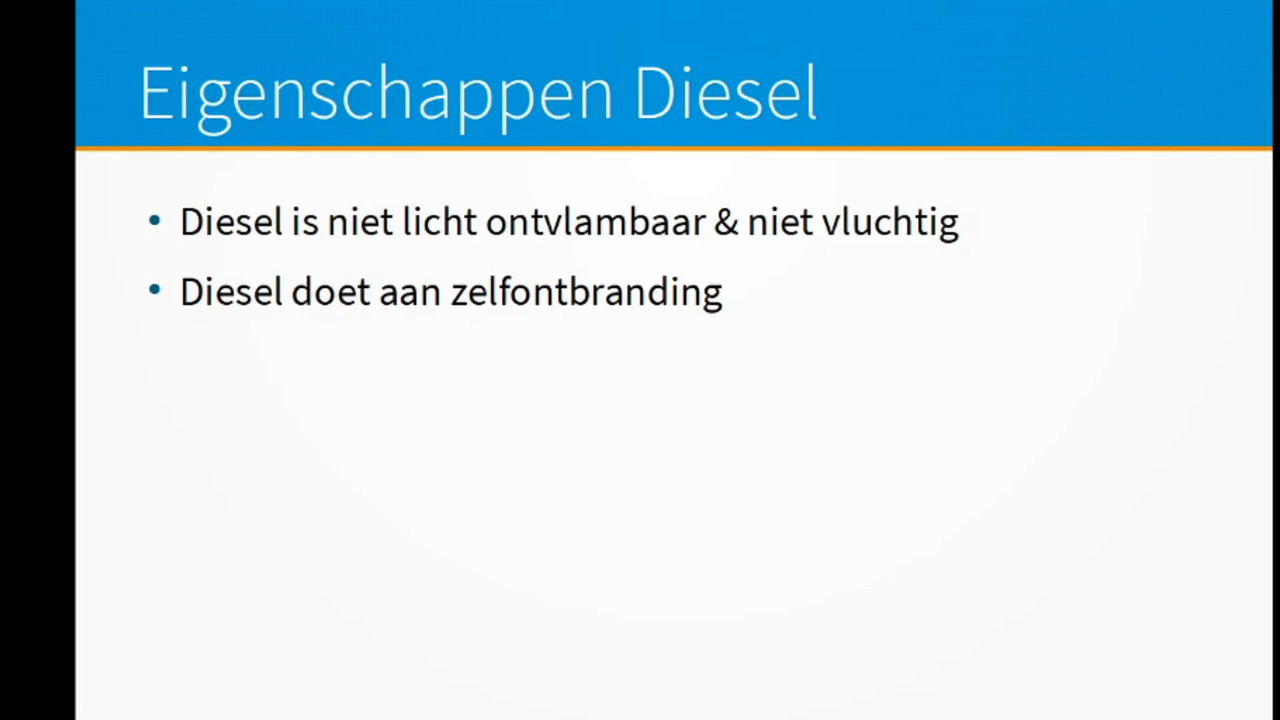 Eigenschappen Diesel
• Diesel is niet licht ontvlambaar & niet vluchtig
• Diesel doet aan zelfontbranding